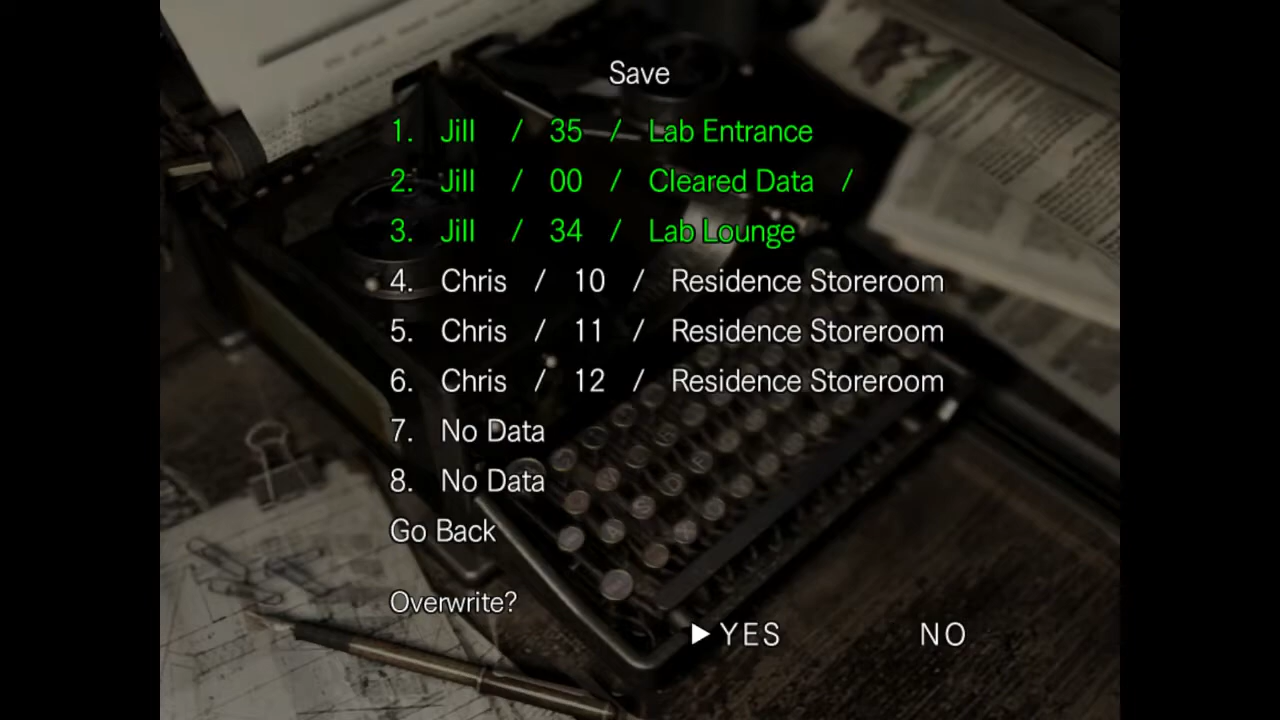 Save
1. Jill / 35 / Lab Entrance
2. Jill / 00 / Cleared Data /
3. Jill / 34 / Lab Lounge
4. Chris / 10 / Residence Storeroom
5. Chris / 11 / Residence Storeroom
6. Chris / 12 / Residence Storeroom
7. No Data
8. No Data
Go Back
Overwrite?
YES NO